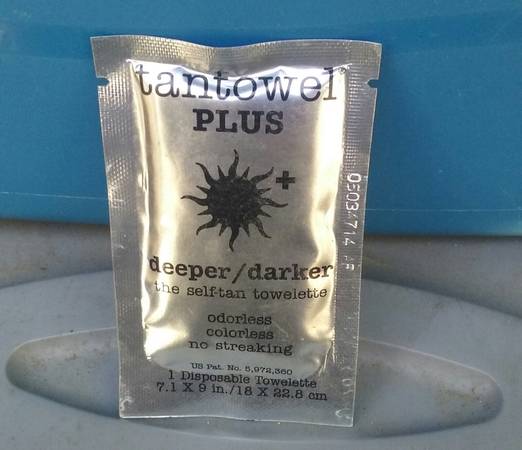 tantowel®
PLUS
+
deeper/darker
the self-tan towelette
odorless
colorless
no streaking
US Pat. No. 5,972,360
1 Disposable Towelette
7.1 X 9 in./18 X 22.8 cm